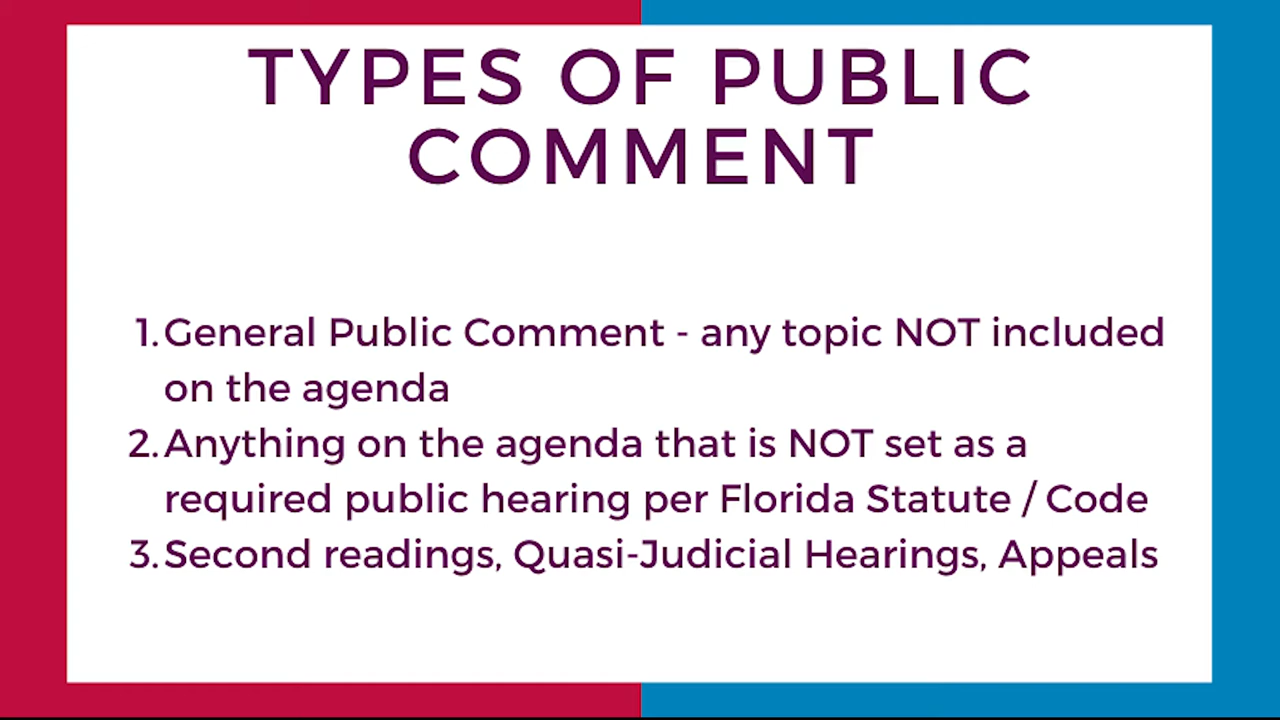 TYPES OF PUBLIC
COMMENT
1. General Public Comment - any topic NOT included
on the agenda
2. Anything on the agenda that is NOT set as a
required public hearing per Florida Statute / Code
3. Second readings, Quasi-Judicial Hearings, Appeals